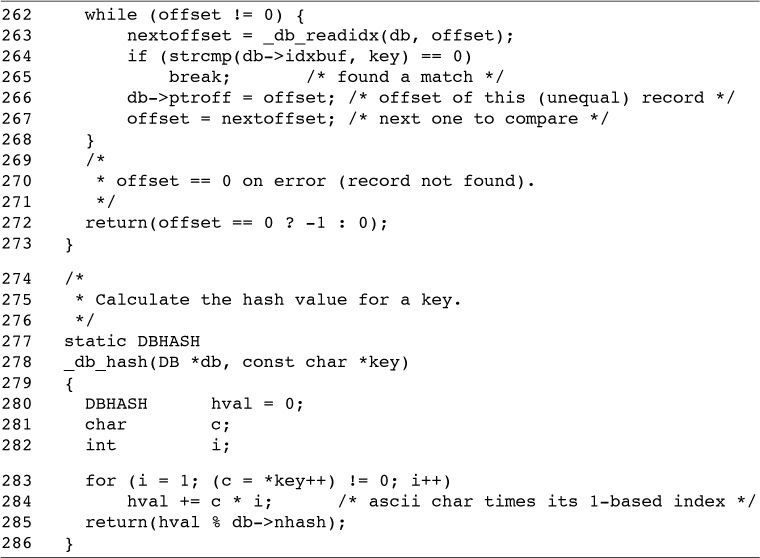 262     while (offset != 0) {
263         nextoffset = _db_readidx(db, offset);
264         if (strcmp(db->idxbuf, key) == 0)
265             break;       /* found a match */
266         db->ptroff = offset; /* offset of this (unequal) record */
267         offset = nextoffset; /* next one to compare */
268     }
269     /*
270      * offset == 0 on error (record not found).
271      */
272     return(offset == 0 ? -1 : 0);
273   }
274   /*
275    * Calculate the hash value for a key.
276    */
277   static DBHASH
278   _db_hash(DB *db, const char *key)
279   {
280     DBHASH      hval = 0;
281     char        c;
282     int         i;
283     for (i = 1; (c = *key++) != 0; i++)
284         hval += c * i;      /* ascii char times its 1-based index */
285     return(hval % db->nhash);
286   }